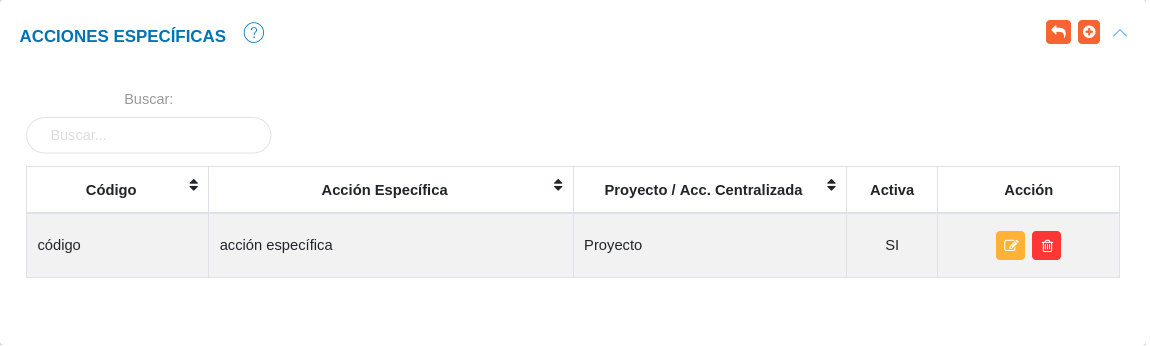 ACCIONES ESPECÍFICAS ?
Buscar:
Buscar...
Código Acción Específica Proyecto / Acc. Centralizada Activa Acción
código acción específica Proyecto SI